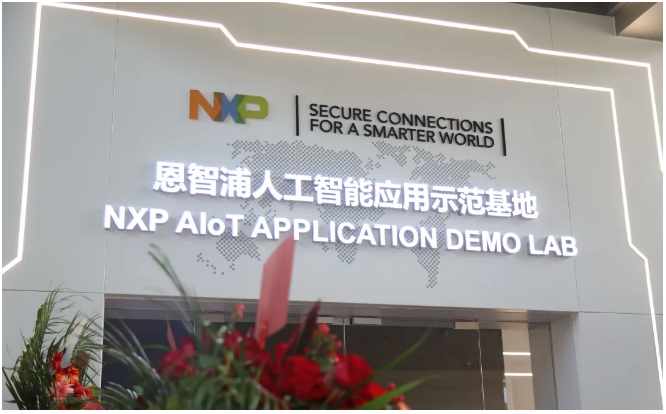 NXP
SECURE CONNECTIONS
FOR A SMARTER WORLD
恩智浦人工智能应用示范基地
NXP AIoT APPLICATION DEMO LAB